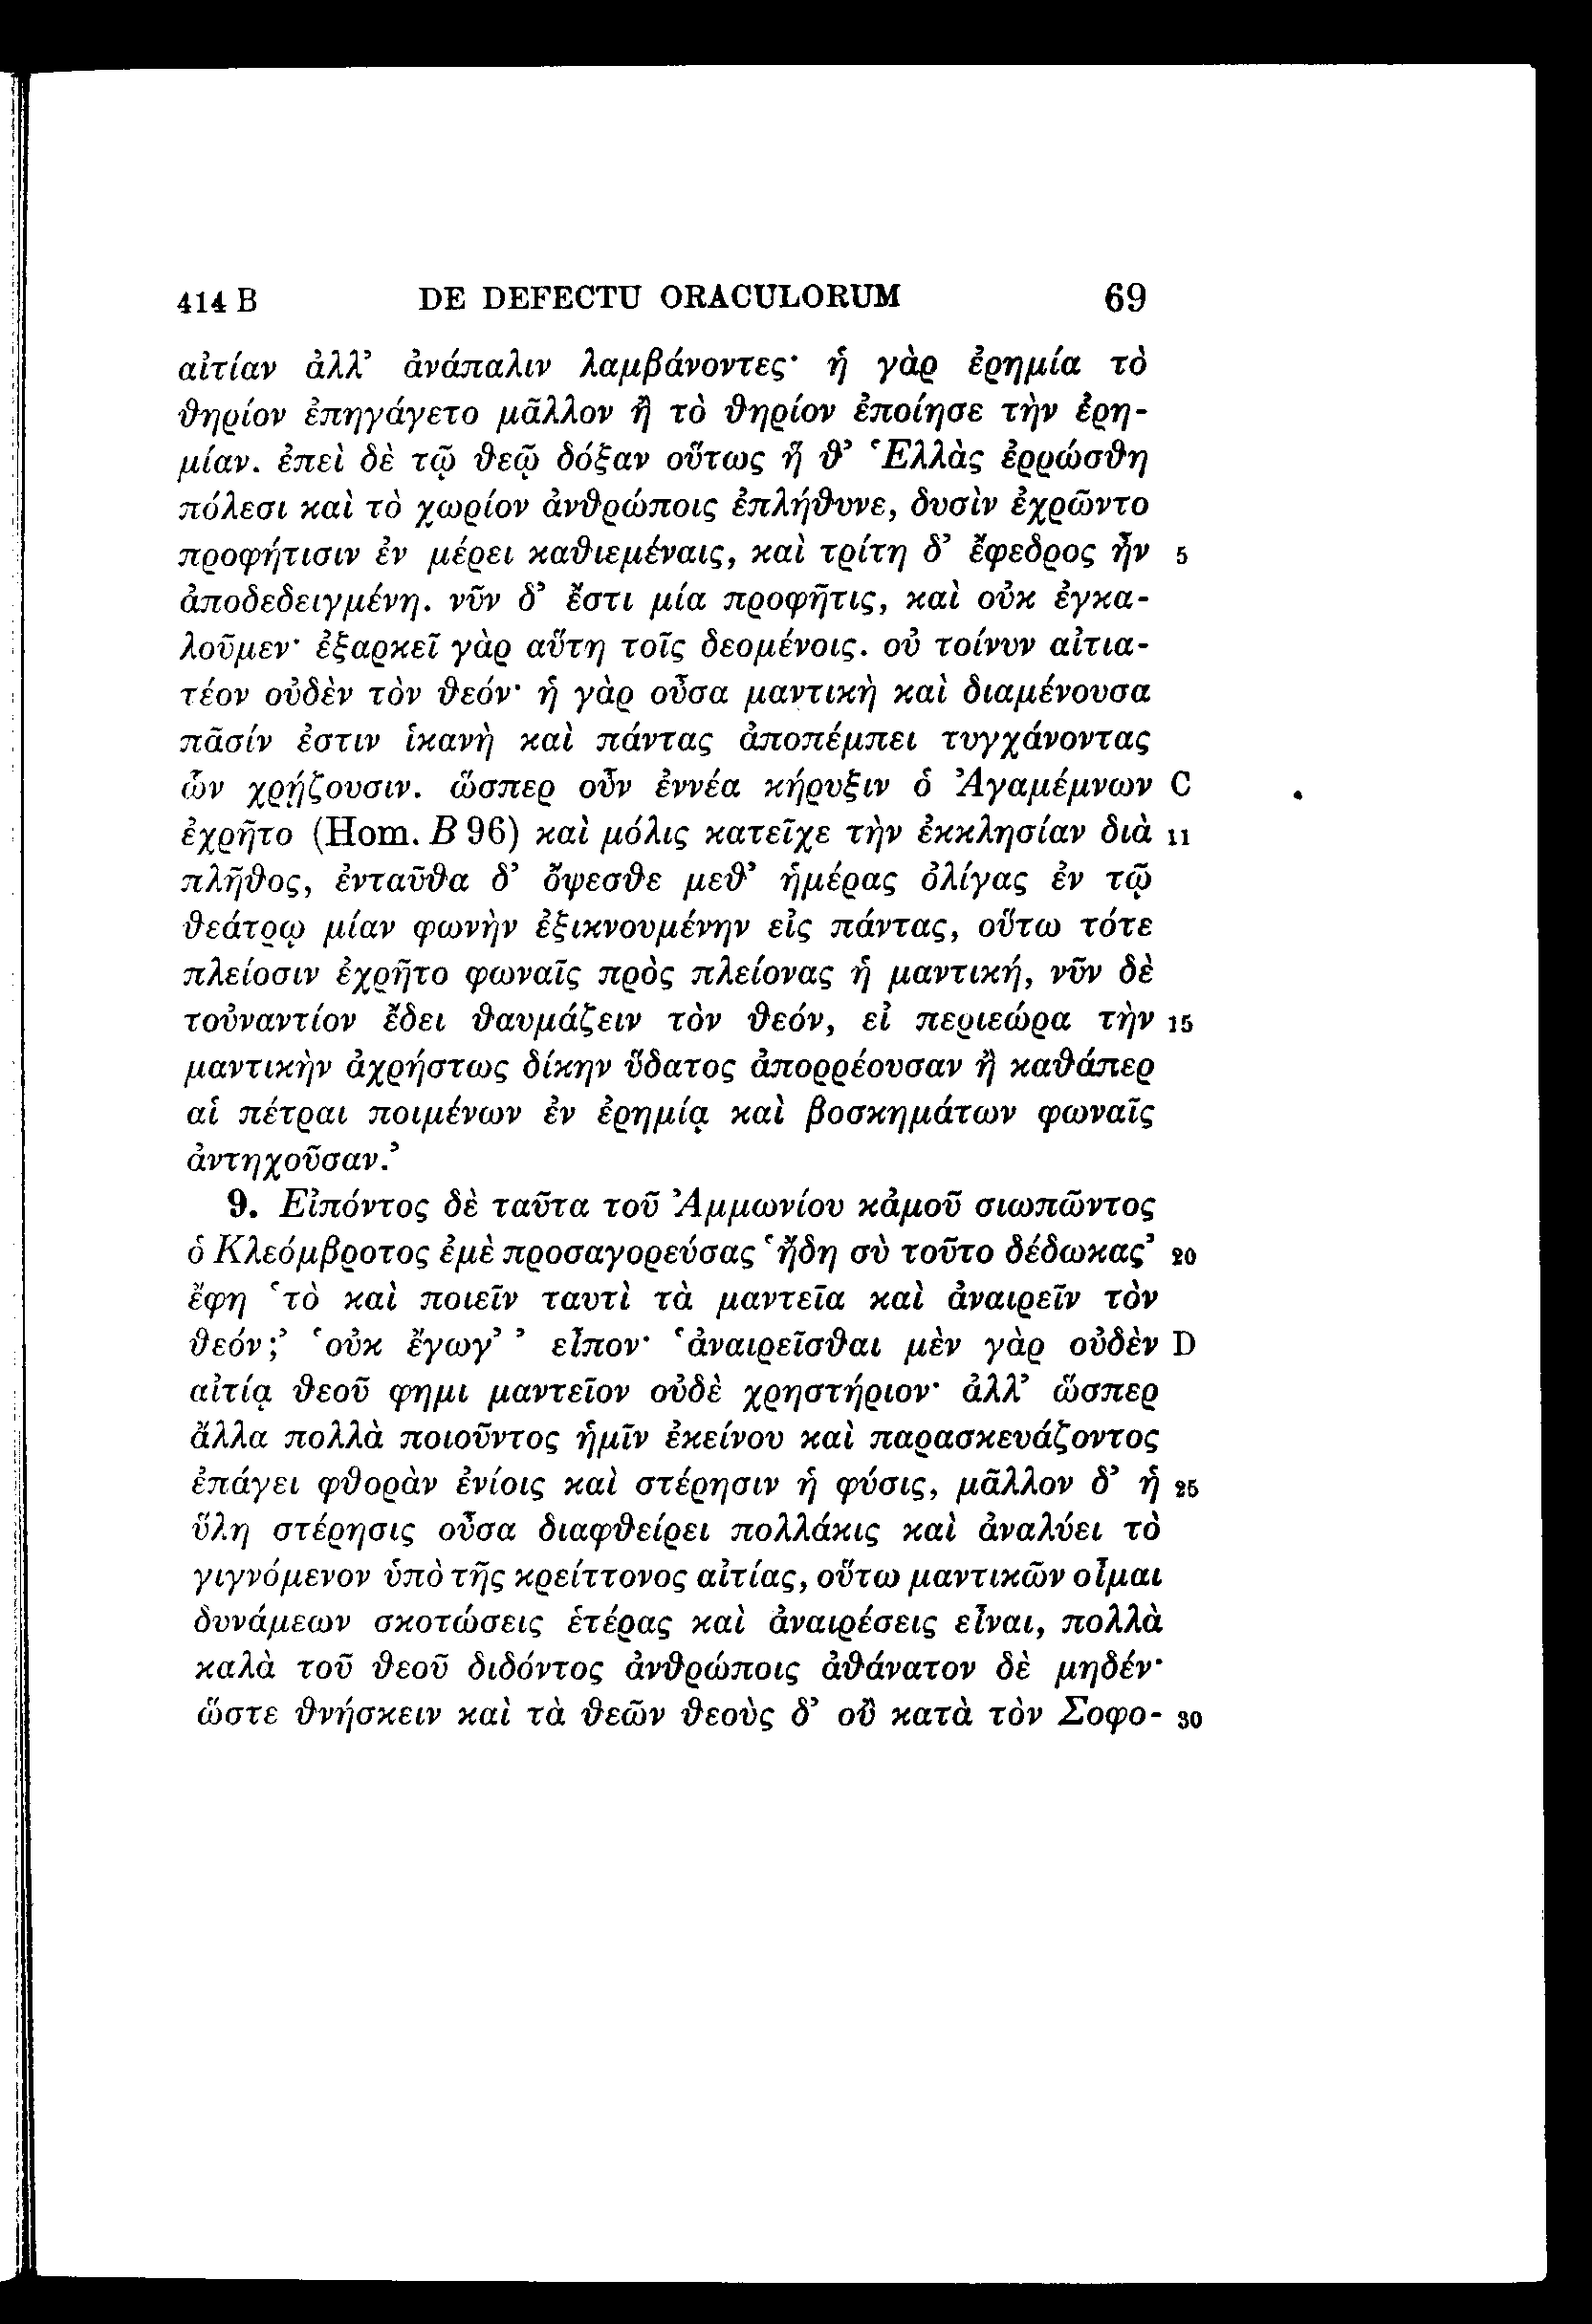 414 B DE DEFECTU ORACULORUM 69
αἰτίαν ἀλλ’ ἀνάπαλιν λαμβάνοντες· ἡ γὰρ ἐρημία τὸ
θηρίον ἐπηγάγετο μᾶλλον ἢ τὸ θηρίον ἐποίησε τὴν ἐρη-
μίαν. ἐπεὶ δὲ τῷ θεῷ δόξαν οὕτως ἥ θ’ Ἑλλὰς ἐρρώσθη
πόλεσι καὶ τὸ χωρίον ἀνθρώποις ἐπλήθυνε, δυσὶν ἐχρῶντο
προφήτισιν ἐν μέρει καθιεμέναις, καὶ τρίτη δ’ ἔφεδρος ἦν 5
ἀποδεδειγμένη. νῦν δ’ ἔστι μία προφῆτις, καὶ οὐκ ἐγκα-
λοῦμεν· ἐξαρκεῖ γὰρ αὕτη τοῖς δεομένοις. οὐ τοίνυν αἰτια-
τέον οὐδὲν τὸν θεόν· ἡ γὰρ οὖσα μαντικὴ καὶ διαμένουσα
πᾶσίν ἐστιν ἱκανὴ καὶ πάντας ἀποπέμπει τυγχάνοντας
ὧν χρῄζουσιν. ὥσπερ οὖν ἐννέα κήρυξιν ὁ Ἀγαμέμνων C
ἐχρῆτο (Hom. B 96) καὶ μόλις κατεῖχε τὴν ἐκκλησίαν διὰ 11
πλῆθος, ἐνταῦθα δ’ ὄψεσθε μεθ’ ἡμέρας ὀλίγας ἐν τῷ
θεάτρῳ μίαν φωνὴν ἐξικνουμένην εἰς πάντας, οὕτω τότε
πλείοσιν ἐχρῆτο φωναῖς πρὸς πλείονας ἡ μαντική, νῦν δὲ
τοὐναντίον ἔδει θαυμάζειν τὸν θεόν, εἰ περιεώρα τὴν 15
μαντικὴν ἀχρήστως δίκην ὕδατος ἀπορρέουσαν ἢ καθάπερ
αἱ πέτραι ποιμένων ἐν ἐρημίᾳ καὶ βοσκημάτων φωναῖς
ἀντηχοῦσαν.’
9. Εἰπόντος δὲ ταῦτα τοῦ Ἀμμωνίου κἀμοῦ σιωπῶντος
ὁ Κλεόμβροτος ἐμὲ προσαγορεύσας ‘ἤδη σὺ τοῦτο δέδωκας’ 20
ἔφη ‘τὸ καὶ ποιεῖν ταυτὶ τὰ μαντεῖα καὶ ἀναιρεῖν τὸν
θεόν;’ ‘οὐκ ἔγωγ’ ’ εἶπον· ‘ἀναιρεῖσθαι μὲν γὰρ οὐδὲν D
αἰτίᾳ θεοῦ φημι μαντεῖον οὐδὲ χρηστήριον· ἀλλ’ ὥσπερ
ἄλλα πολλὰ ποιοῦντος ἡμῖν ἐκείνου καὶ παρασκευάζοντος
ἐπάγει φθορὰν ἐνίοις καὶ στέρησιν ἡ φύσις, μᾶλλον δ’ ἡ 25
ὕλη στέρησις οὖσα διαφθείρει πολλάκις καὶ ἀναλύει τὸ
γιγνόμενον ὑπὸ τῆς κρείττονος αἰτίας, οὕτω μαντικῶν οἶμαι
δυνάμεων σκοτώσεις ἑτέρας καὶ ἀναιρέσεις εἶναι, πολλὰ
καλὰ τοῦ θεοῦ διδόντος ἀνθρώποις ἀθάνατον δὲ μηδέν·
ὥστε θνήσκειν καὶ τὰ θεῶν θεοὺς δ’ οὒ κατὰ τὸν Σοφο- 30